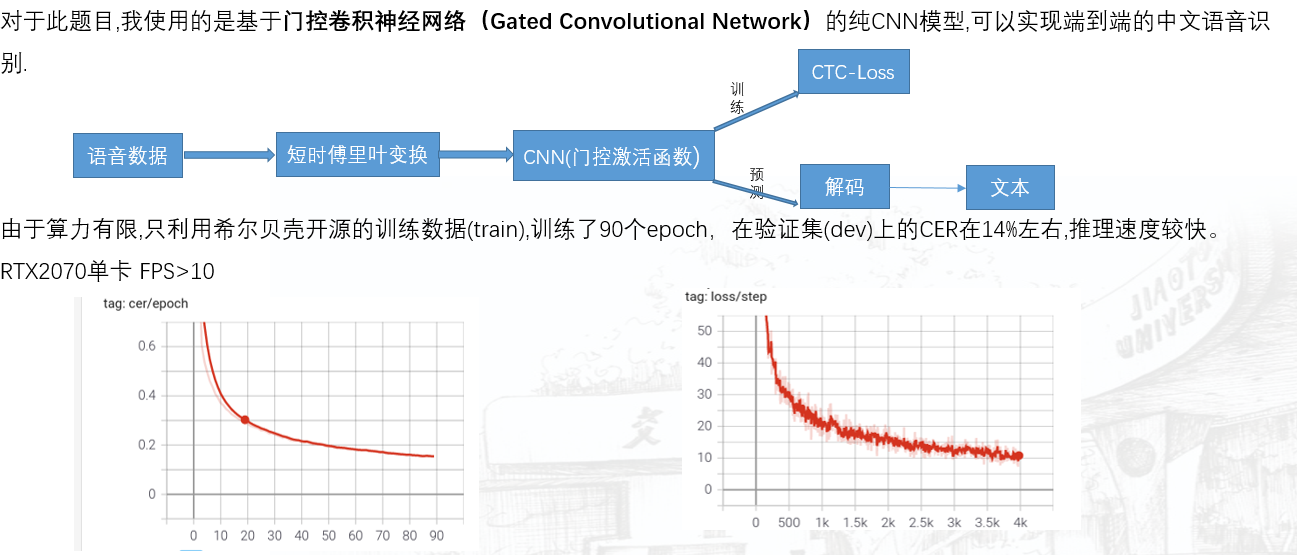 对于此题目,我使用的是基于门控卷积神经网络（Gated Convolutional Network）的纯CNN模型,可以实现端到端的中文语音识
别.
CTC-Loss
训
练
语音数据
短时傅里叶变换
CNN(门控激活函数)
预
测
解码
文本
由于算力有限,只利用希尔贝壳开源的训练数据(train),训练了90个epoch，在验证集(dev)上的CER在14%左右,推理速度较快。
RTX2070单卡 FPS>10
tag: cer/epoch
0.6
0.4
0.2
0
0 10 20 30 40 50 60 70 80 90
tag: loss/step
50
40
30
20
10
0
0 500 1k 1.5k 2k 2.5k 3k 3.5k 4k